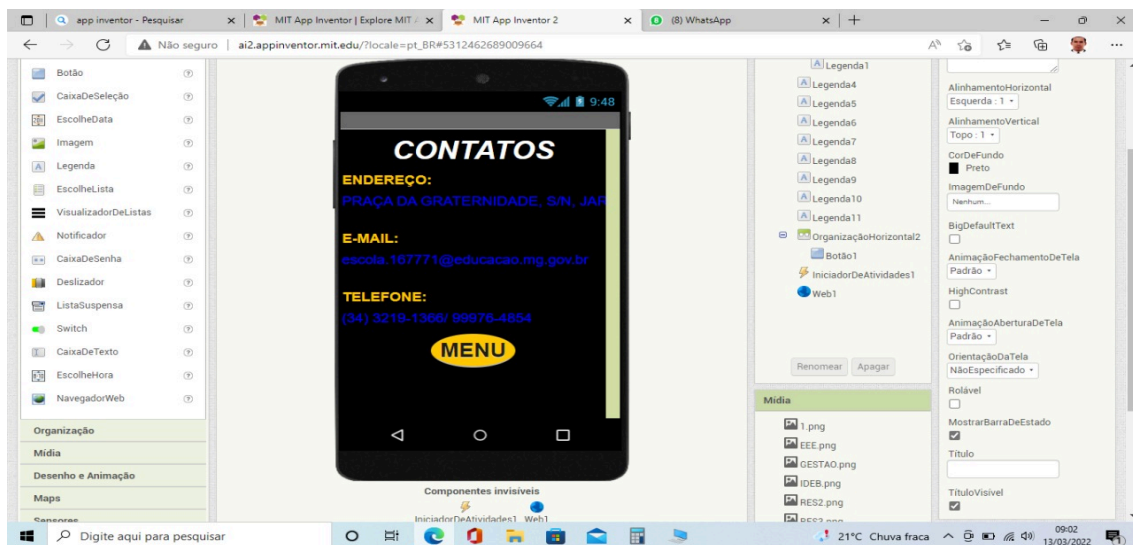 app inventor - Pesquisar
MIT App Inventor | Explore MIT A
MIT App Inventor 2
(8) WhatsApp
Não seguro
ai2.appinventor.mit.edu/?locale=pt_BR#5312462689009664
Botão
CaixaDeSeleção
EscolheData
Imagem
Legenda
EscolheLista
VisualizadorDeListas
Notificador
CaixaDeSenha
Deslizador
ListaSuspensa
Switch
CaixaDeTexto
EscolheHora
NavegadorWeb
Organização
Mídia
Desenho e Animação
Maps
Sensores
9:48
CONTATOS
ENDEREÇO:
PRAÇA DA GRATERNIDADE, S/N, JAR
E-MAIL:
escola.167771@educacao.mg.gov.br
TELEFONE:
(34) 3219-1366/ 99976-4854
MENU
Componentes invisíveis
IniciadorDeAtividades1 Web1
Legenda1
Legenda4
Legenda5
Legenda6
Legenda7
Legenda8
Legenda9
Legenda10
Legenda11
OrganizaçãoHorizontal2
Botão1
IniciadorDeAtividades1
Web1
Renomear Apagar
Mídia
1.png
EEE.png
GESTAO.png
IDEB.png
RES2.png
RES3.png
AlinhamentoHorizontal
Esquerda : 1
AlinhamentoVertical
Topo : 1
CorDeFundo
Preto
ImagemDeFundo
Nenhum...
BigDefaultText
AnimaçãoFechamentoDeTela
Padrão
HighContrast
AnimaçãoAberturaDeTela
Padrão
OrientaçãoDaTela
NãoEspecificado
Rolável
MostrarBarraDeEstado
Título
TítuloVisível
Digite aqui para pesquisar
21°C Chuva fraca
09:02
13/03/2022